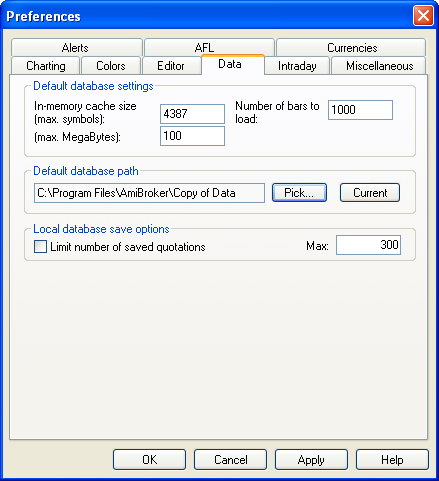 Preferences
Alerts AFL Currencies
Charting Colors Editor Data Intraday Miscellaneous
Default database settings
In-memory cache size
(max. symbols):
4387
Number of bars to
load:
1000
(max. MegaBytes):
100
Default database path
C:\Program Files\AmiBroker\Copy of Data
Pick...
Current
Local database save options
Limit number of saved quotations
Max:
300
OK Cancel Apply Help